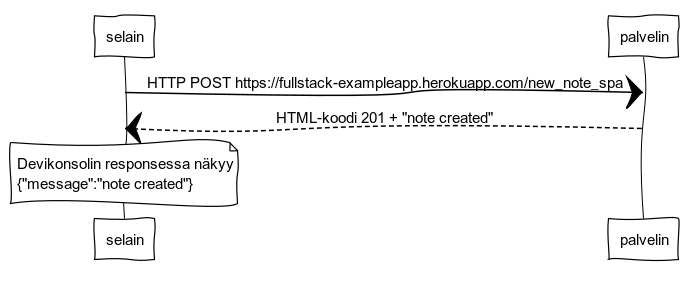 selain
palvelin
HTTP POST https://fullstack-exampleapp.herokuapp.com/new_note_spa
HTML-koodi 201 + "note created"
Devikonsolin responsessa näkyy
{"message":"note created"}
selain
palvelin